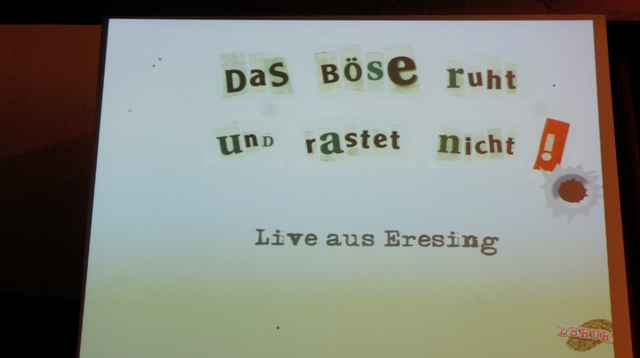 DaS BÖSe ruht
unD rastet nicht!
Live aus Eresing